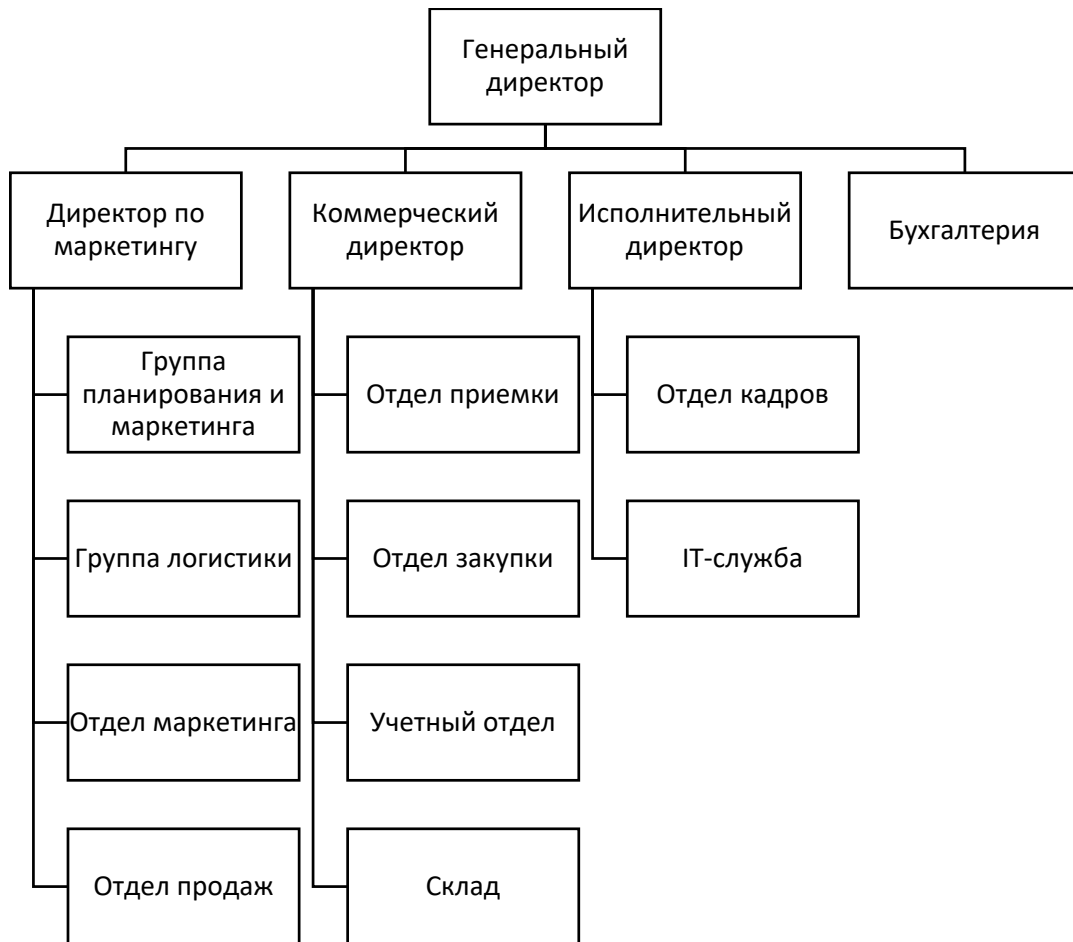 Генеральный
директор
Директор по
маркетингу
Коммерческий
директор
Исполнительный
директор
Бухгалтерия
Группа
планирования и
маркетинга
Группа логистики
Отдел маркетинга
Отдел продаж
Отдел приемки
Отдел закупки
Учетный отдел
Склад
Отдел кадров
IT-служба